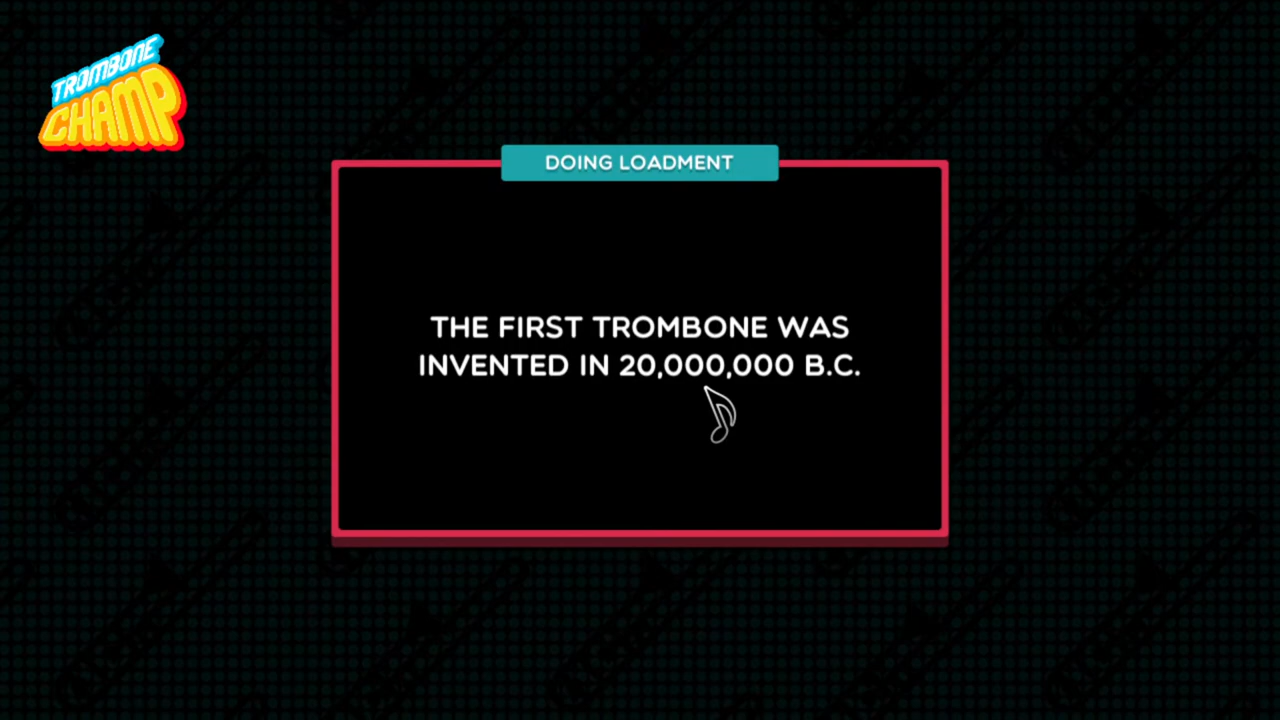 TROMBONE
CHAMP
DOING LOADMENT
THE FIRST TROMBONE WAS
INVENTED IN 20,000,000 B.C.